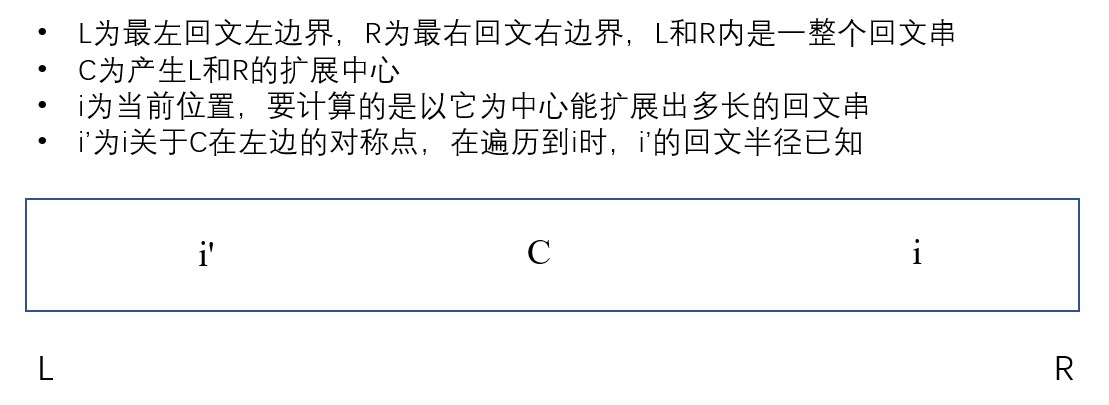 • L为最左回文左边界，R为最右回文右边界，L和R内是一整个回文串
• C为产生L和R的扩展中心
• i为当前位置，要计算的是以它为中心能扩展出多长的回文串
• i’为i关于C在左边的对称点，在遍历到i时，i’的回文半径已知
i' C i
L R